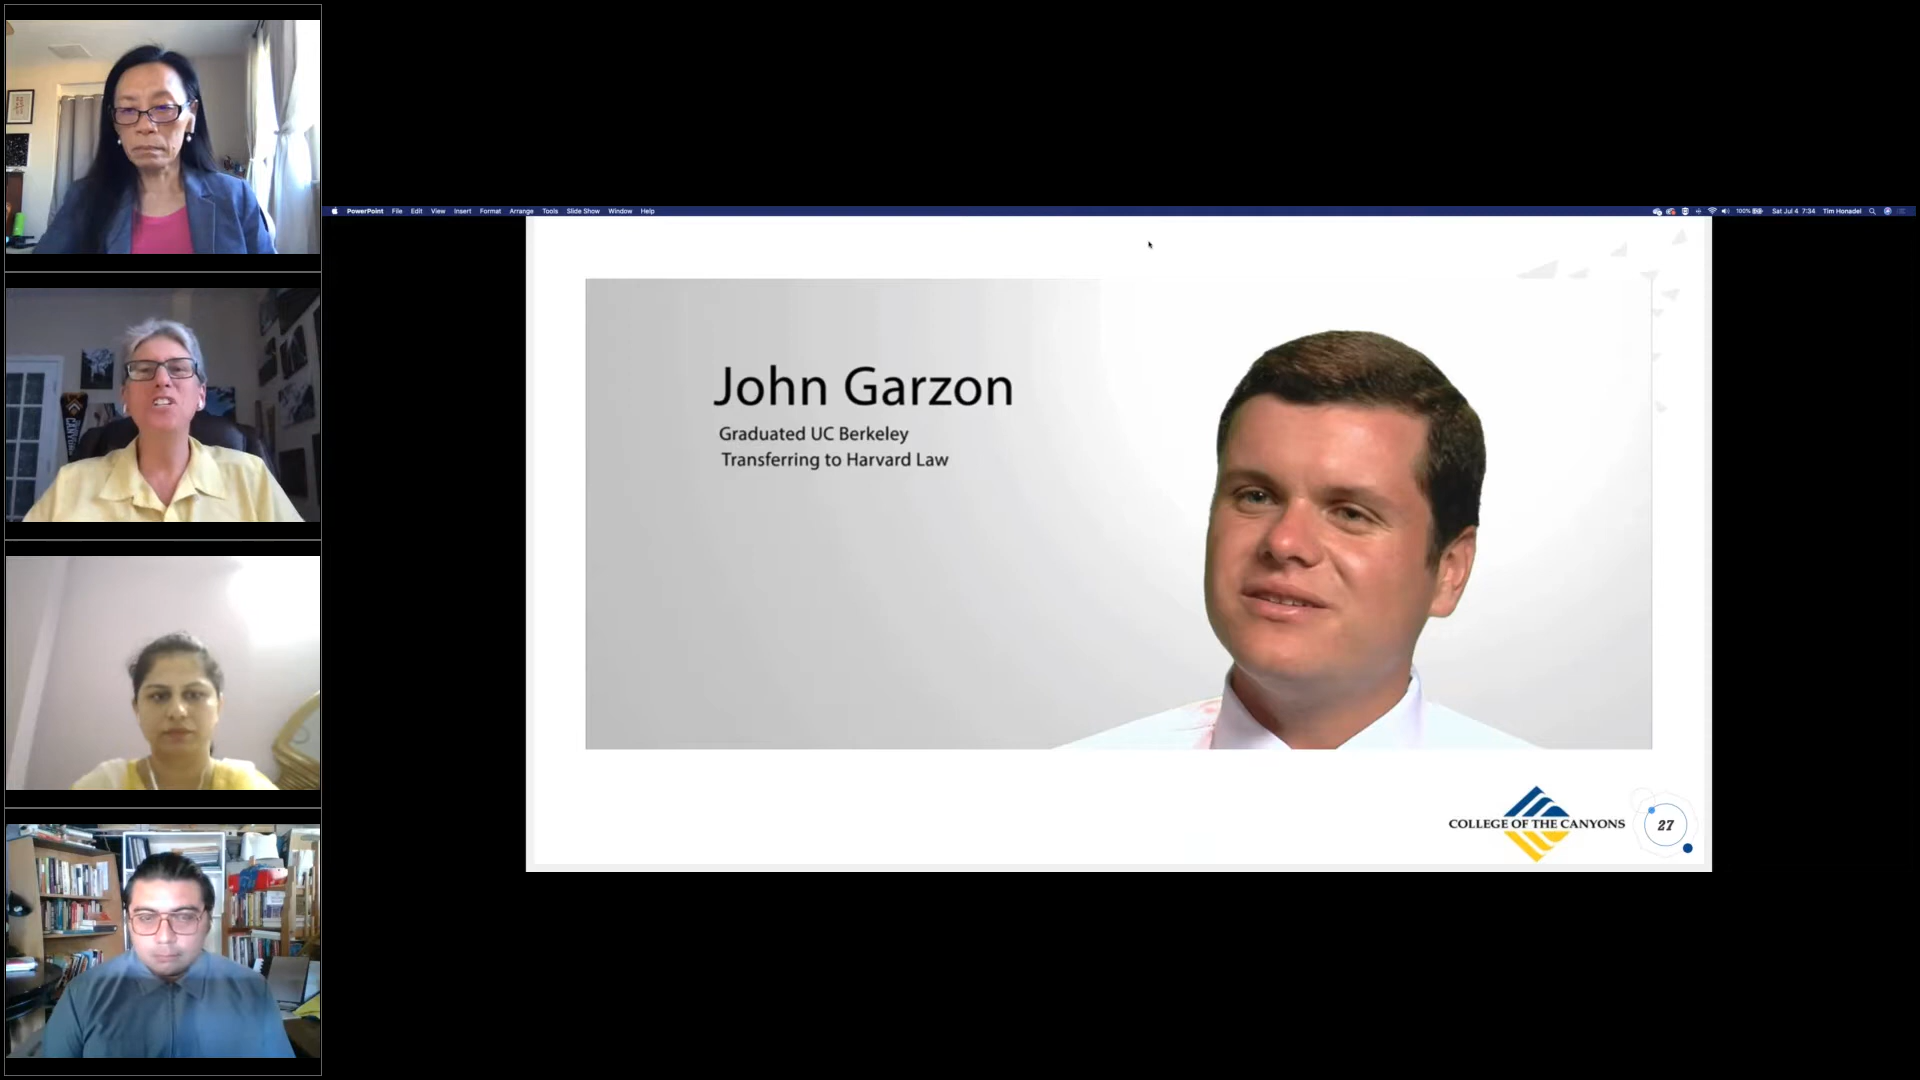 PowerPoint File Edit View Insert Format Arrange Tools Slide Show Window Help
100% Sat Jul 4 7:34 Tim Honadel
John Garzon
Graduated UC Berkeley
Transferring to Harvard Law
COLLEGE OF THE CANYONS
27